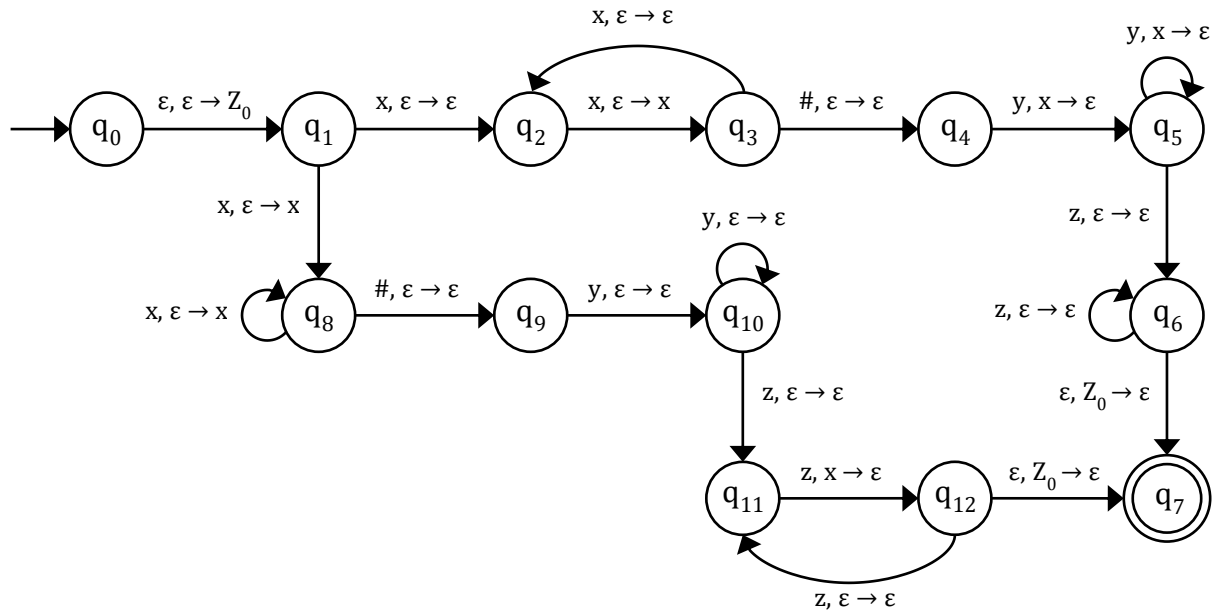 x, ε → ε
y, x → ε
ε, ε → Z₀
x, ε → ε
x, ε → x
#, ε → ε
y, x → ε
q₀
q₁
q₂
q₃
q₄
q₅
x, ε → x
z, ε → ε
y, ε → ε
x, ε → x
q₈
#, ε → ε
q₉
y, ε → ε
q₁₀
z, ε → ε
q₆
z, ε → ε
ε, Z₀ → ε
q₁₁
z, x → ε
q₁₂
ε, Z₀ → ε
q₇
z, ε → ε